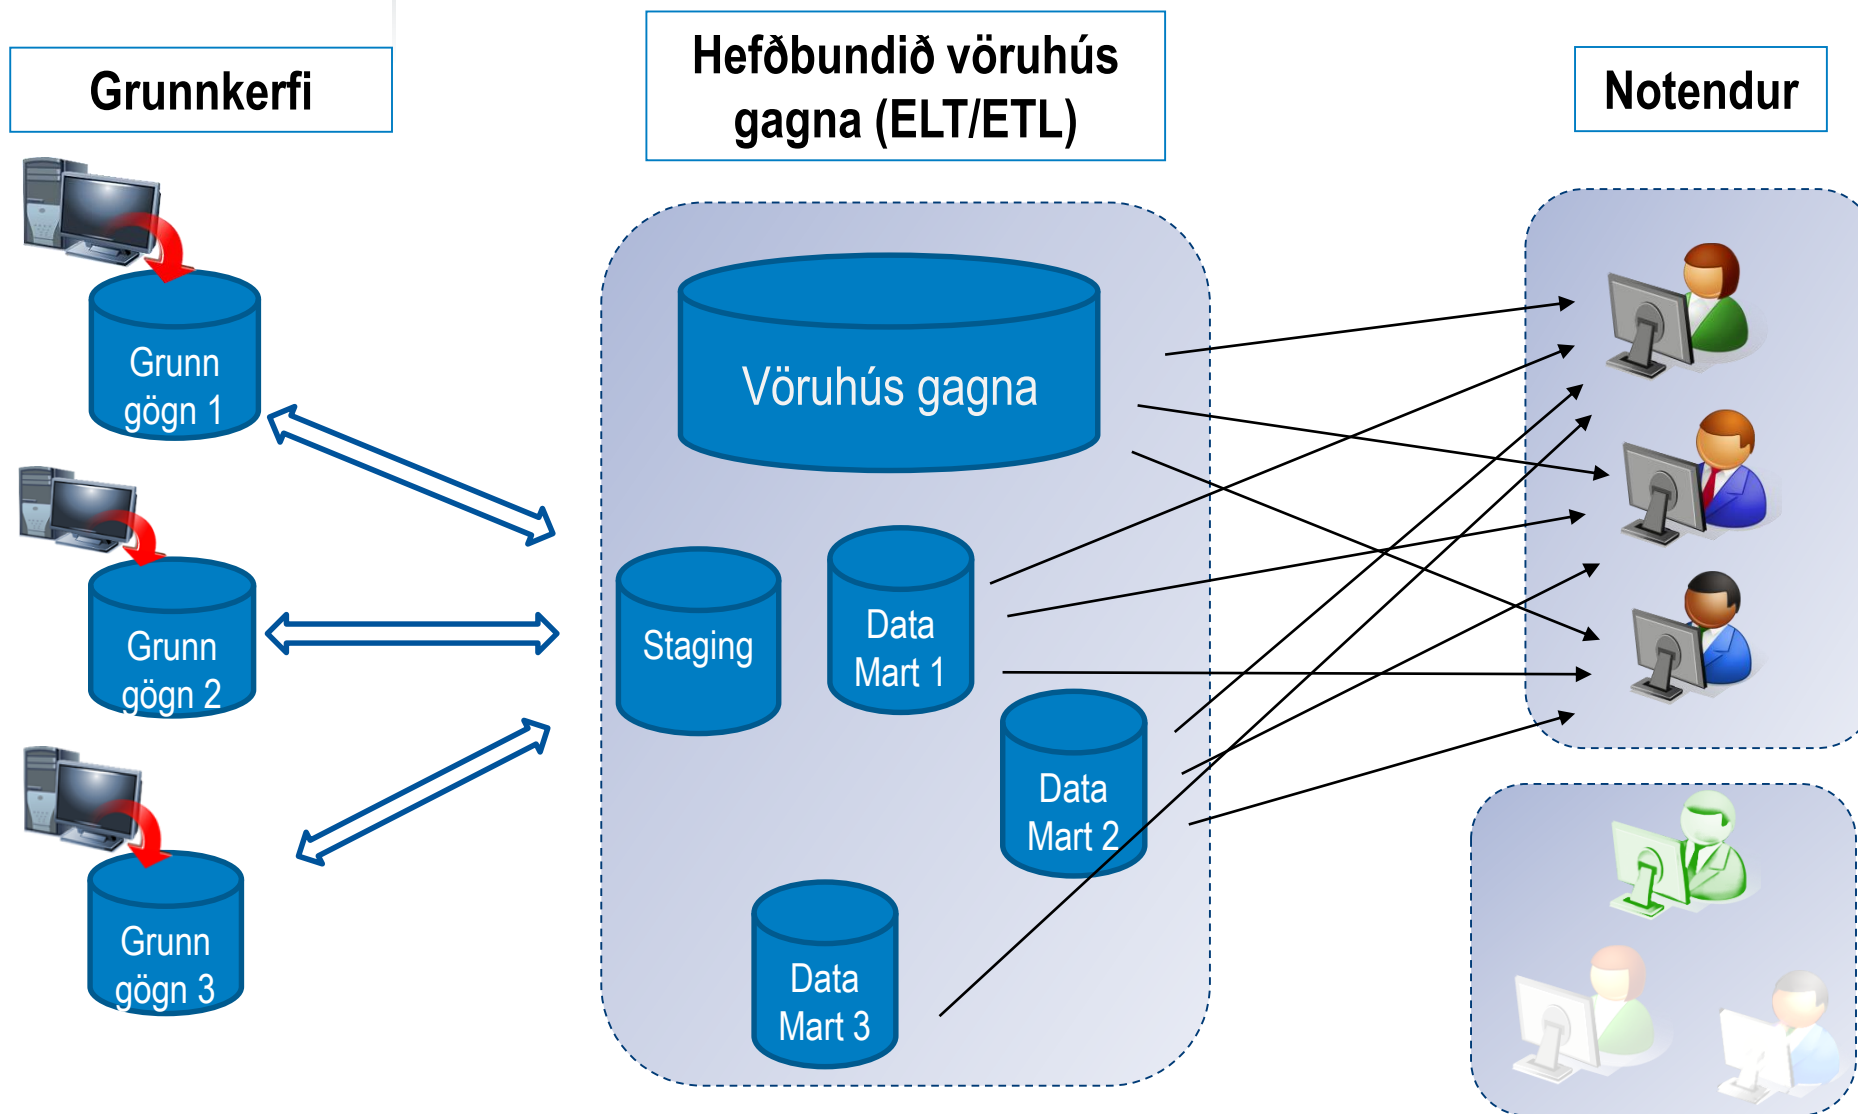 Grunnkerfi
Hefðbundið vöruhús
gagna (ELT/ETL)
Notendur
Grunn
gögn 1
Grunn
gögn 2
Grunn
gögn 3
Vöruhús gagna
Staging
Data
Mart 1
Data
Mart 2
Data
Mart 3